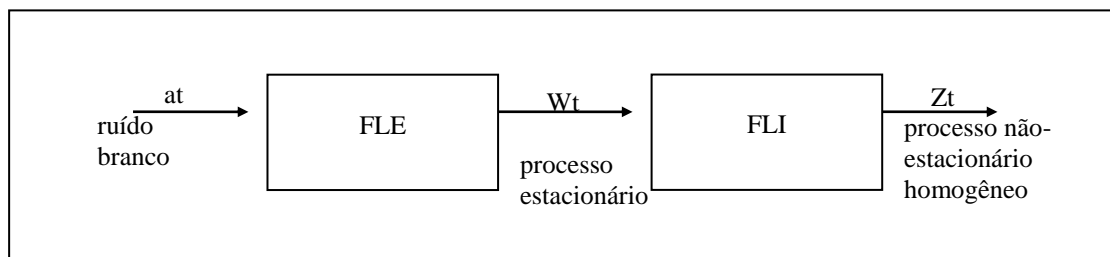 at
ruído
branco
FLE
Wt
processo
estacionário
FLI
Zt
processo não-
estacionário
homogêneo